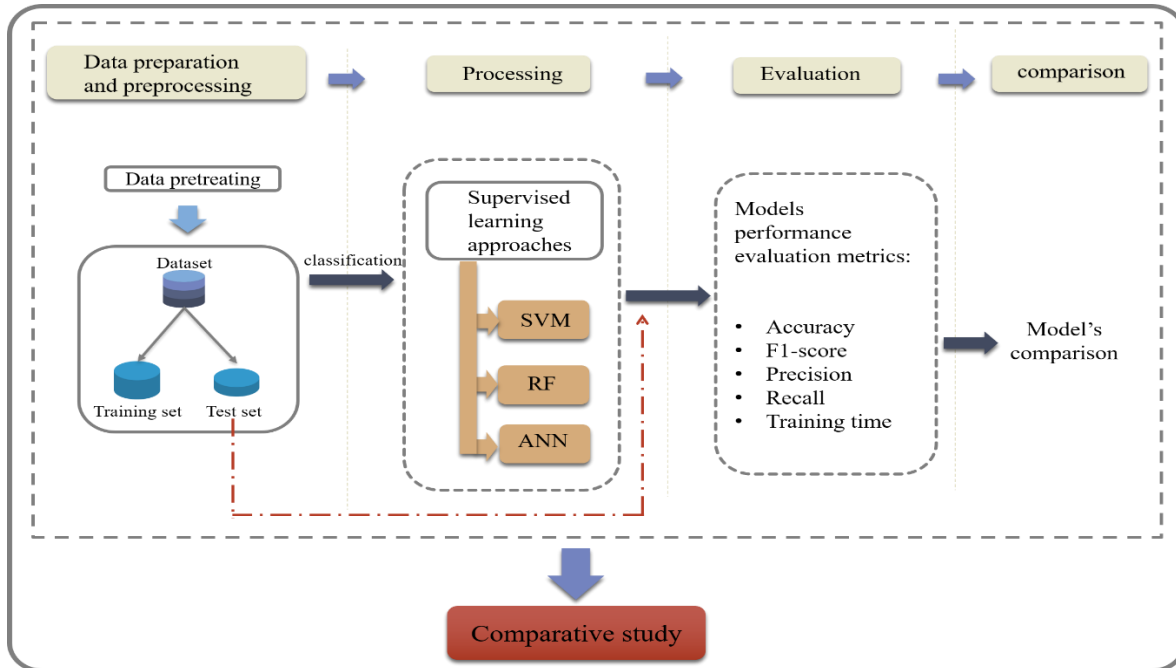 Data preparation
and preprocessing
Processing
Evaluation
comparison
Data pretreating
Dataset
Training set
Test set
classification
Supervised
learning
approaches
SVM
RF
ANN
Models
performance
evaluation metrics:
• Accuracy
• F1-score
• Precision
• Recall
• Training time
Model’s
comparison
Comparative study